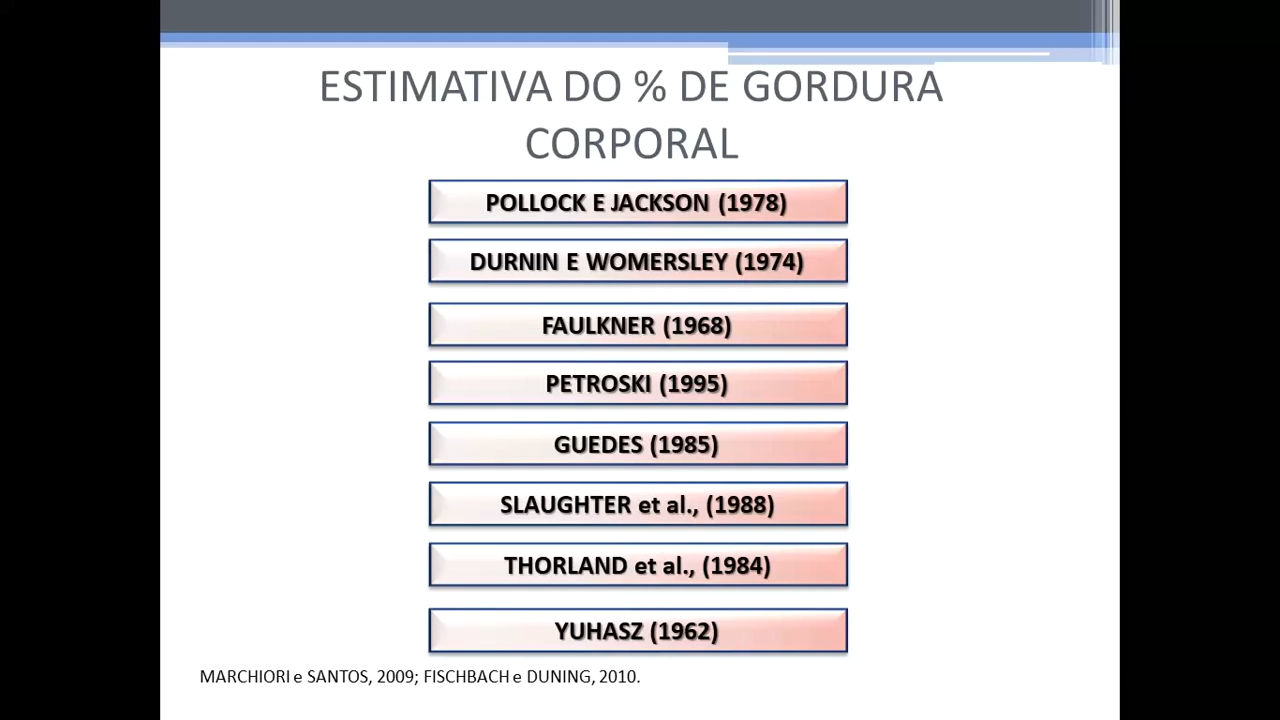 ESTIMATIVA DO % DE GORDURA
CORPORAL
POLLOCK E JACKSON (1978)
DURNIN E WOMERSLEY (1974)
FAULKNER (1968)
PETROSKI (1995)
GUEDES (1985)
SLAUGHTER et al., (1988)
THORLAND et al., (1984)
YUHASZ (1962)
MARCHIORI e SANTOS, 2009; FISCHBACH e DUNING, 2010.